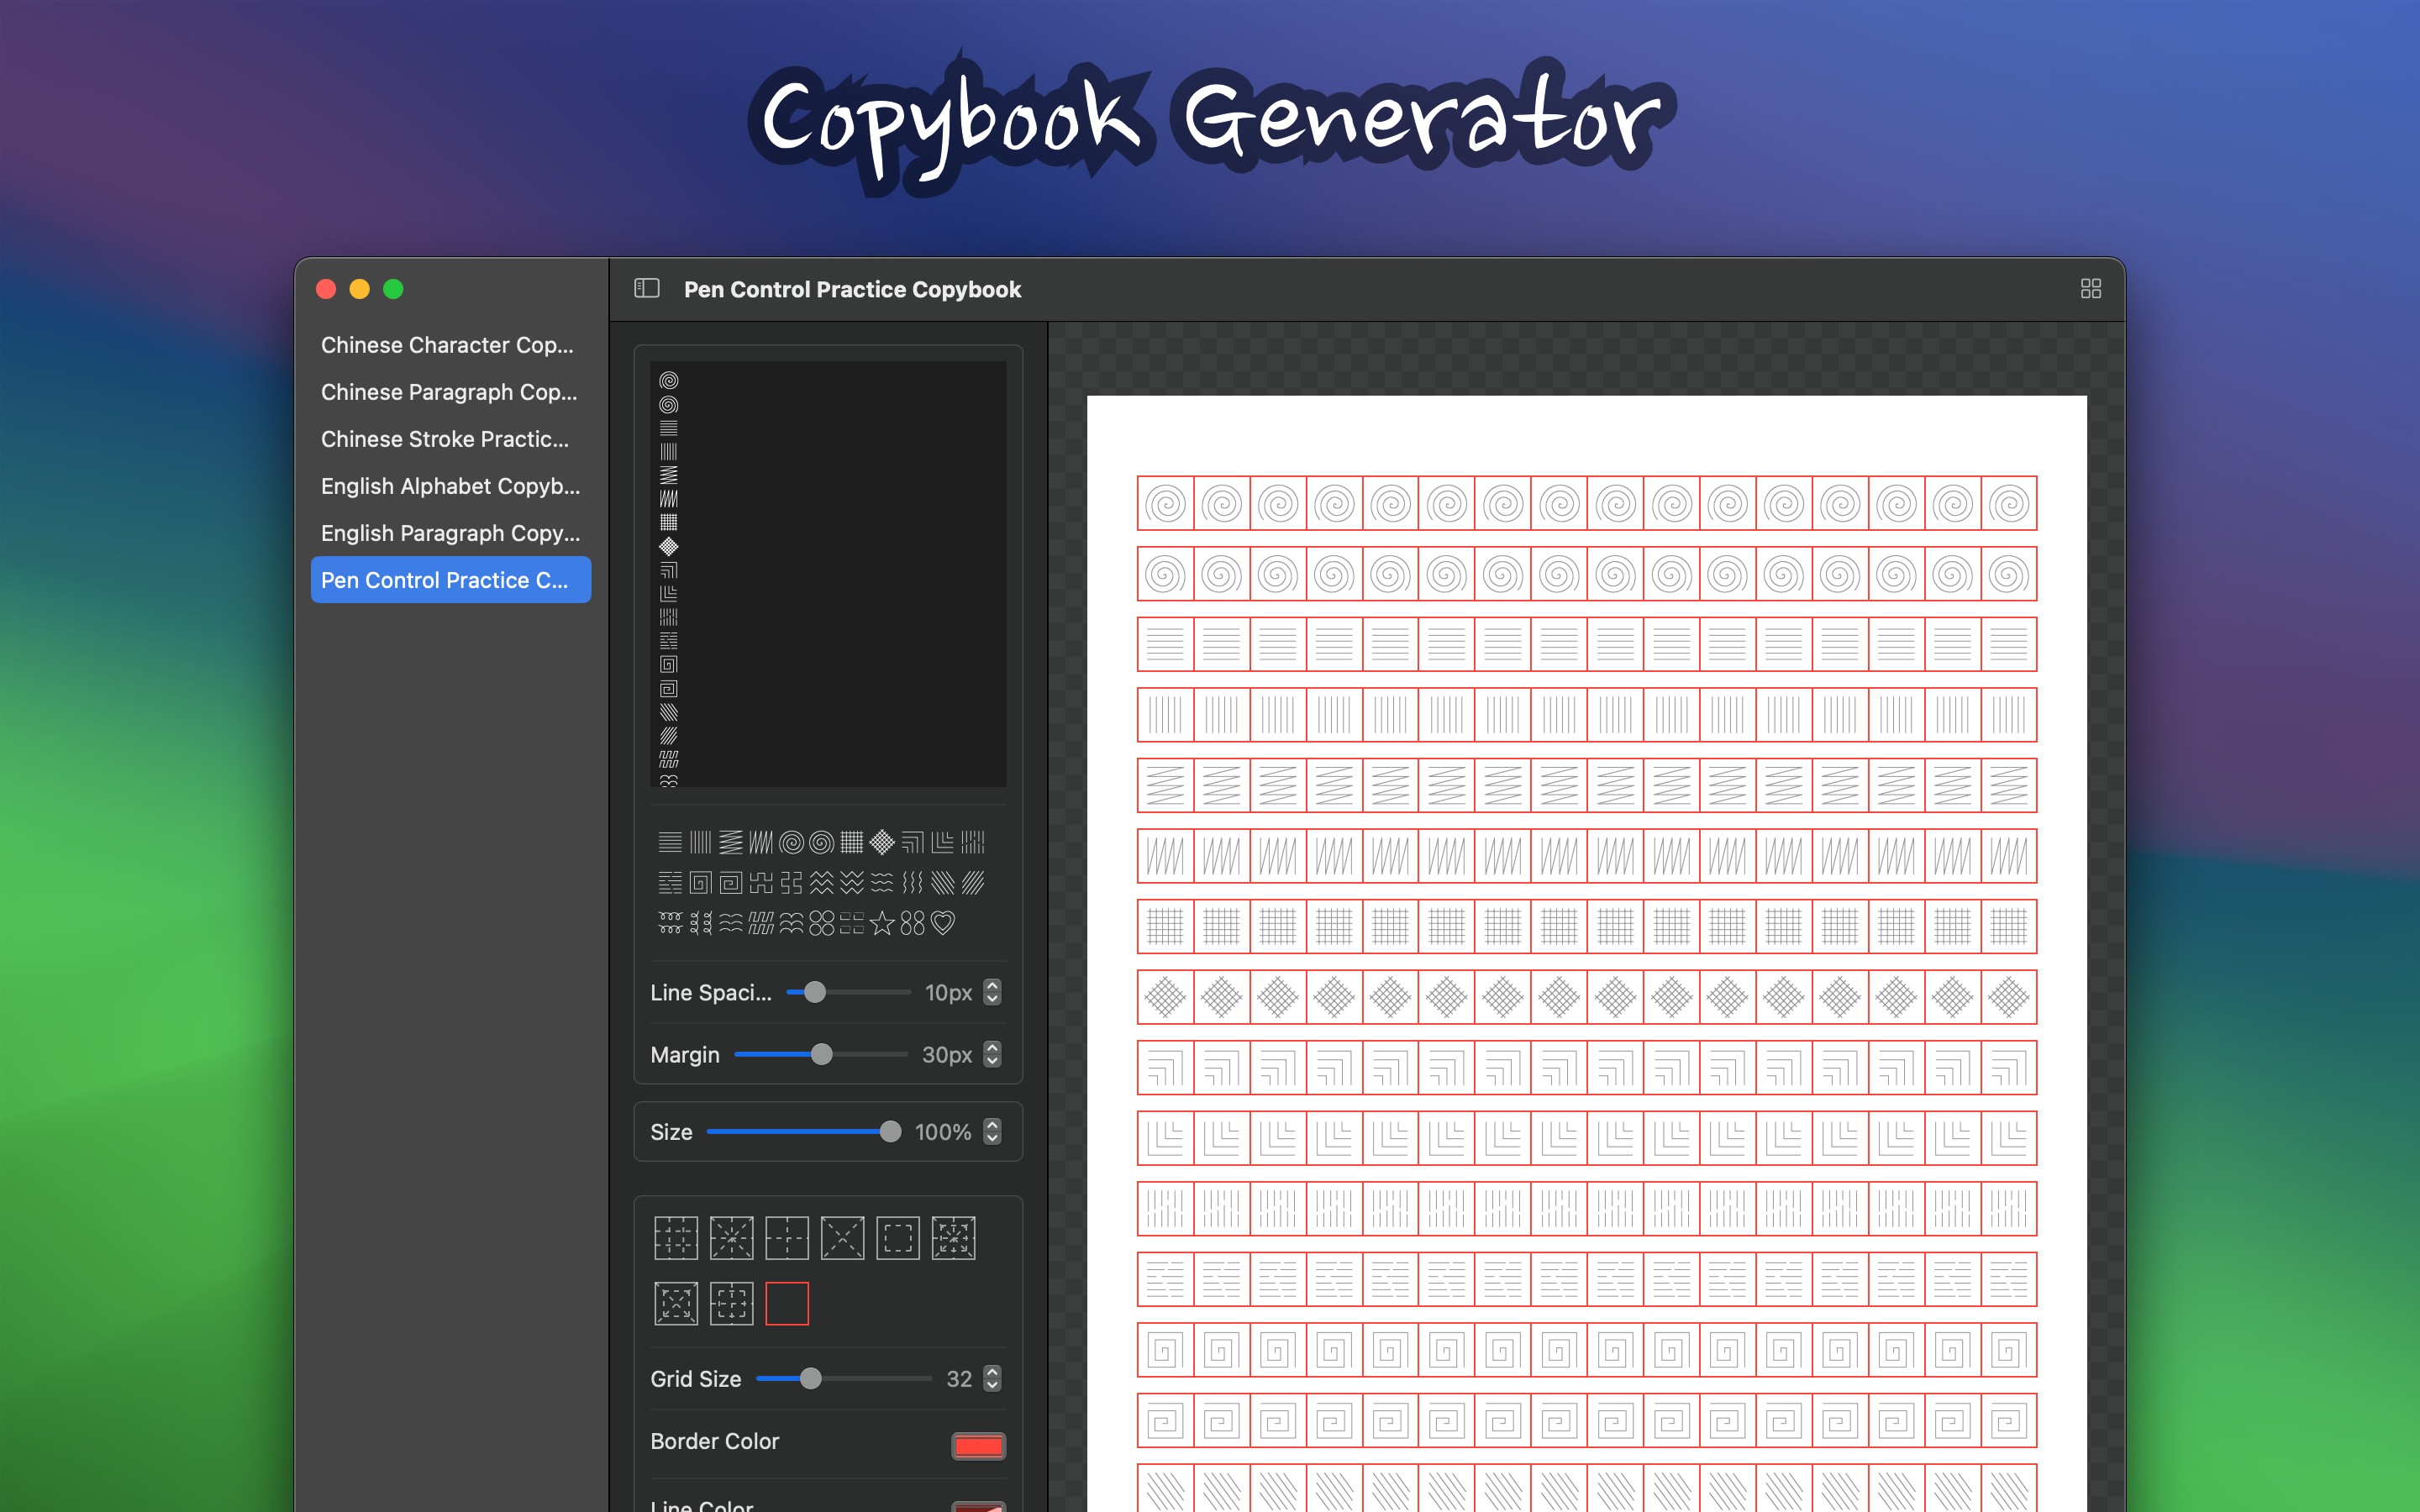 Copybook Generator
Pen Control Practice Copybook
Chinese Character Cop...
Chinese Paragraph Cop...
Chinese Stroke Practic...
English Alphabet Copyb...
English Paragraph Copy...
Pen Control Practice C...
Line Spaci... 10px
Margin 30px
Size 100%
Grid Size 32
Border Color
Line Color